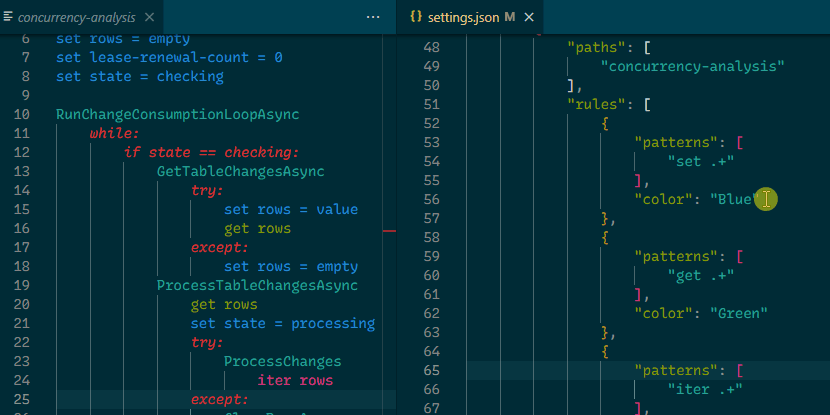 concurrency-analysis
6 set rows = empty
7 set lease-renewal-count = 0
8 set state = checking
9
10 RunChangeConsumptionLoopAsync
11 while:
12 if state == checking:
13 GetTableChangesAsync
14 try:
15 set rows = value
16 get rows
17 except:
18 set rows = empty
19 ProcessTableChangesAsync
20 get rows
21 set state = processing
22 try:
23 ProcessChanges
24 iter rows
25 except:
{} settings.json M
48 "paths": [
49 "concurrency-analysis"
50 ],
51 "rules": [
52 {
53 "patterns": [
54 "set .+"
55 ],
56 "color": "Blue"
57 },
58 {
59 "patterns": [
60 "get .+"
61 ],
62 "color": "Green"
63 },
64 {
65 "patterns": [
66 "iter .+"
67 ],